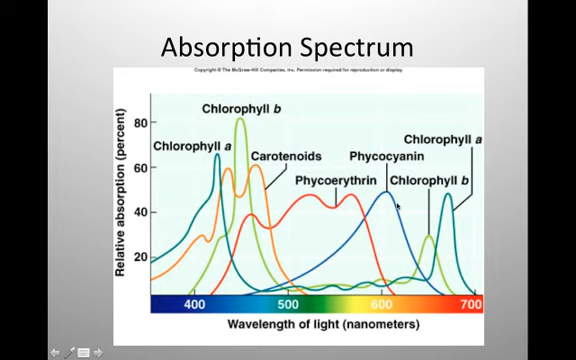 Absorption Spectrum
Copyright © The McGraw-Hill Companies, Inc. Permission required for reproduction or display.
Relative absorption (percent)
80
60
40
20
Chlorophyll b
Chlorophyll a
Carotenoids
Phycoerythrin
Phycocyanin
Chlorophyll a
Chlorophyll b
400 500 600 700
Wavelength of light (nanometers)